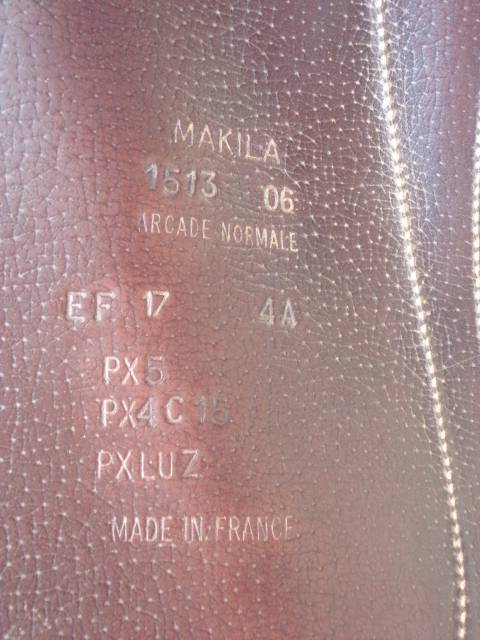 MAKILA
1513 06
ARCADE NORMALE
EF 17 4A
PX5
PX4 C 15
PXLUZ
MADE IN FRANCE